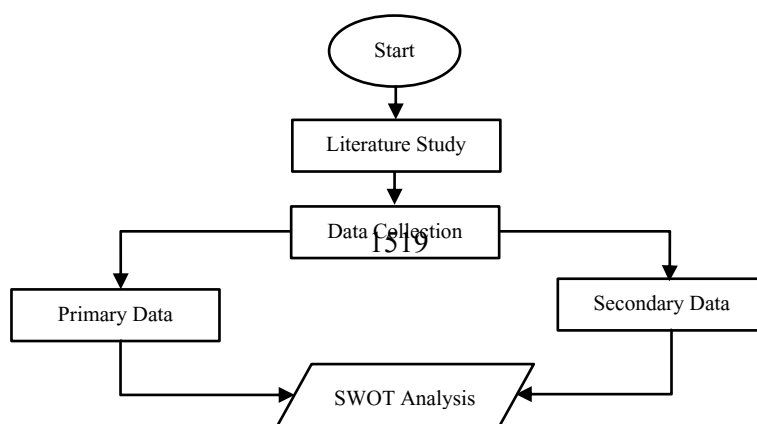 Start
Literature Study
Data Collection
1519
Primary Data
Secondary Data
SWOT Analysis